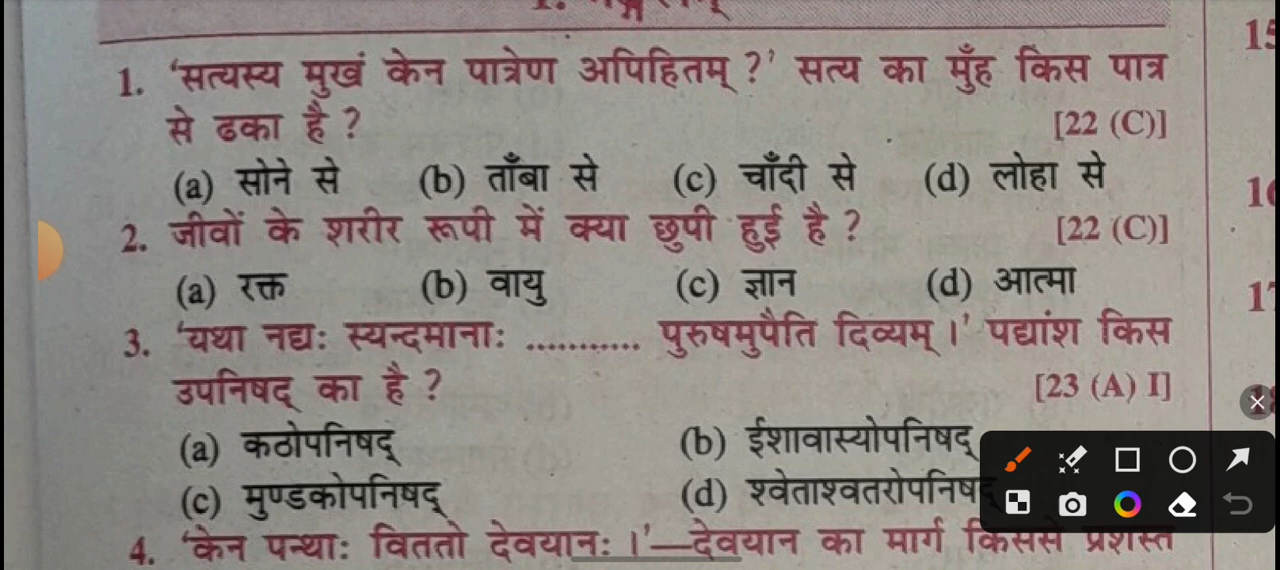 1. 'सत्यस्य मुखं केन पात्रेण अपिहितम् ?' सत्य का मुँह किस पात्र
से ढका है ? [22 (C)]
(a) सोने से (b) ताँबा से (c) चाँदी से (d) लोहा से
2. जीवों के शरीर रूपी में क्या छुपी हुई है ? [22 (C)]
(a) रक्त (b) वायु (c) ज्ञान (d) आत्मा
3. 'यथा नद्यः स्यन्दमानाः ............ पुरुषमुपैति दिव्यम् ।' पद्यांश किस
उपनिषद् का है ? [23 (A) I]
(a) कठोपनिषद् (b) ईशावास्योपनिषद्
(c) मुण्डकोपनिषद् (d) श्वेताश्वतरोपनिषद्
4. 'केन पन्थाः विततो देवयानः ।'—देवयान का मार्ग किससे प्रशस्त